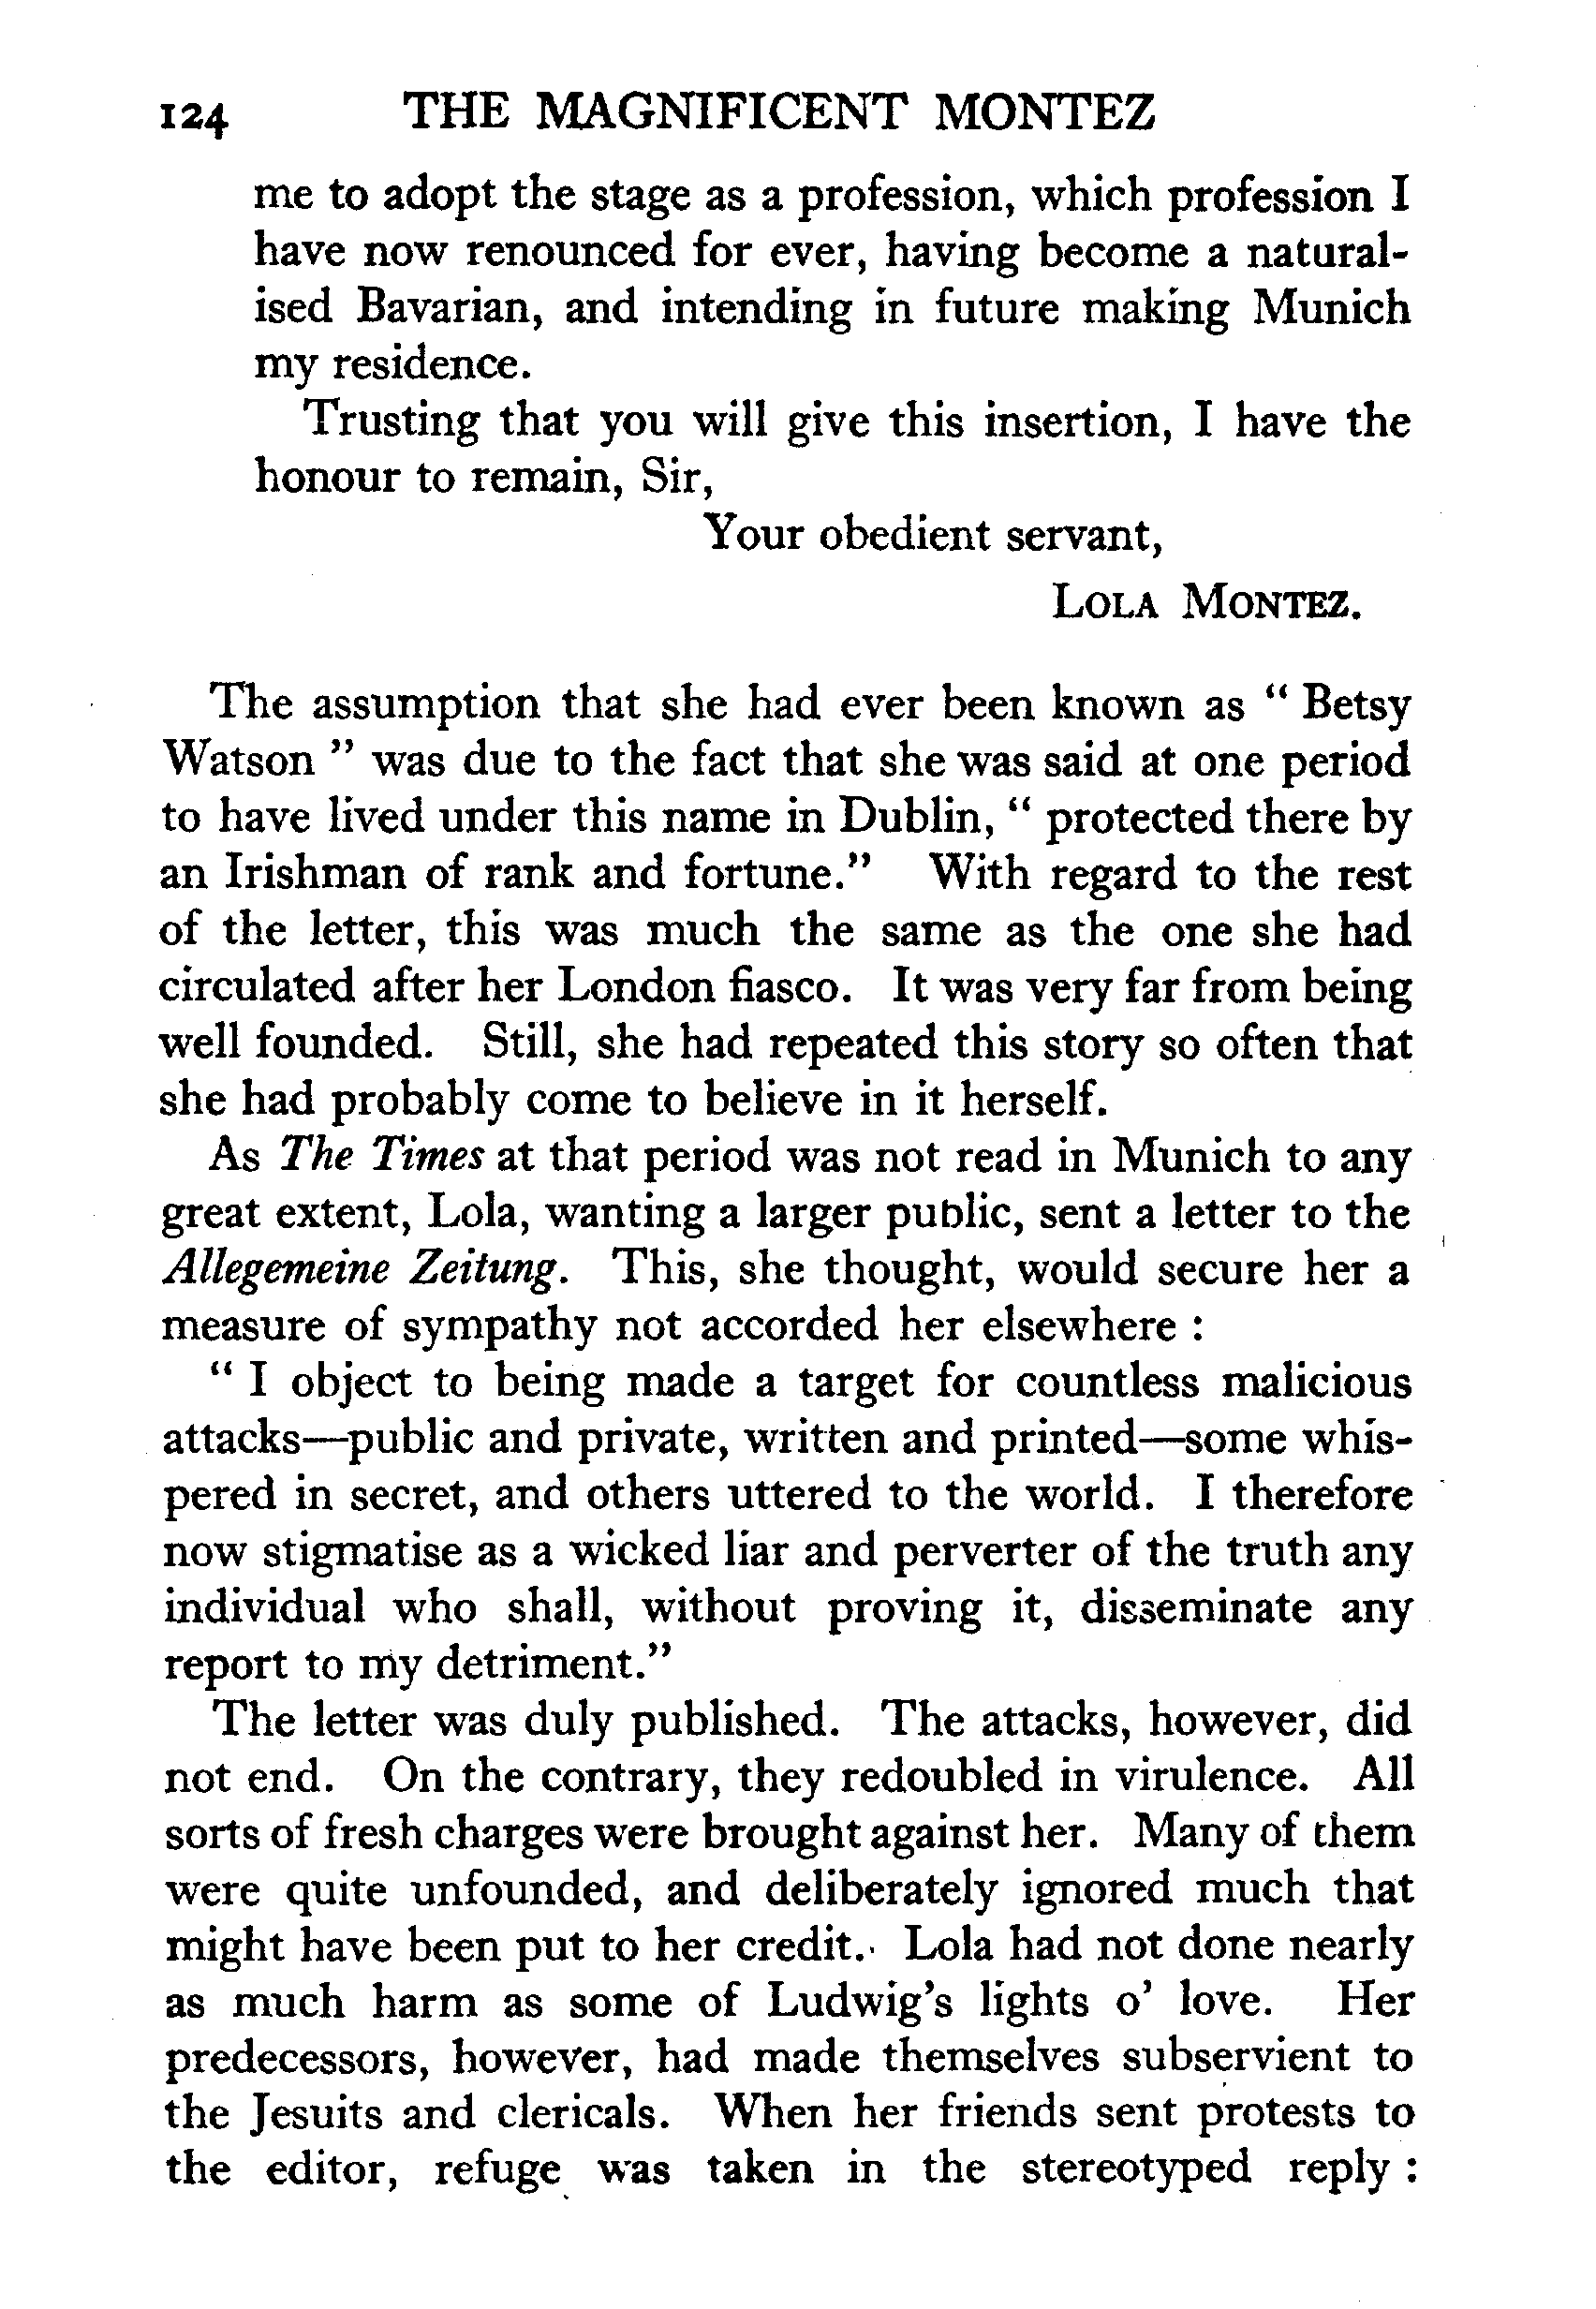 124 THE MAGNIFICENT MONTEZ
me to adopt the stage as a profession, which profession I
have now renounced for ever, having become a natural-
ised Bavarian, and intending in future making Munich
my residence.
Trusting that you will give this insertion, I have the
honour to remain, Sir,
Your obedient servant,
LOLA MONTEZ.
The assumption that she had ever been known as “ Betsy
Watson ” was due to the fact that she was said at one period
to have lived under this name in Dublin, “ protected there by
an Irishman of rank and fortune.” With regard to the rest
of the letter, this was much the same as the one she had
circulated after her London fiasco. It was very far from being
well founded. Still, she had repeated this story so often that
she had probably come to believe in it herself.
As The Times at that period was not read in Munich to any
great extent, Lola, wanting a larger public, sent a letter to the
Allegemeine Zeitung. This, she thought, would secure her a
measure of sympathy not accorded her elsewhere :
“ I object to being made a target for countless malicious
attacks—public and private, written and printed—some whis-
pered in secret, and others uttered to the world. I therefore
now stigmatise as a wicked liar and perverter of the truth any
individual who shall, without proving it, disseminate any
report to my detriment.”
The letter was duly published. The attacks, however, did
not end. On the contrary, they redoubled in virulence. All
sorts of fresh charges were brought against her. Many of them
were quite unfounded, and deliberately ignored much that
might have been put to her credit. Lola had not done nearly
as much harm as some of Ludwig’s lights o’ love. Her
predecessors, however, had made themselves subservient to
the Jesuits and clericals. When her friends sent protests to
the editor, refuge was taken in the stereotyped reply :